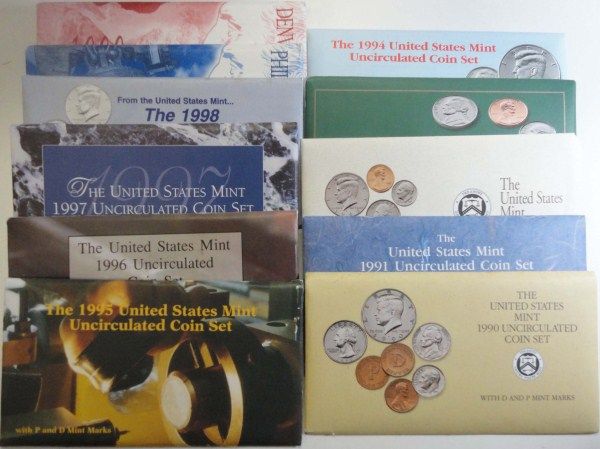 DENV
PHI
From the United States Mint...
The 1998
1997
THE UNITED STATES MINT
1997 UNCIRCULATED COIN SET
The United States Mint
1996 Uncirculated
Coin Set
The 1995 United States Mint
Uncirculated Coin Set
with P and D Mint Marks
The 1994 United States Mint
Uncirculated Coin Set
The
United States
Mint
The
United States Mint
1991 Uncirculated Coin Set
THE
UNITED STATES
MINT
1990 UNCIRCULATED
COIN SET
WITH D AND P MINT MARKS
P
D